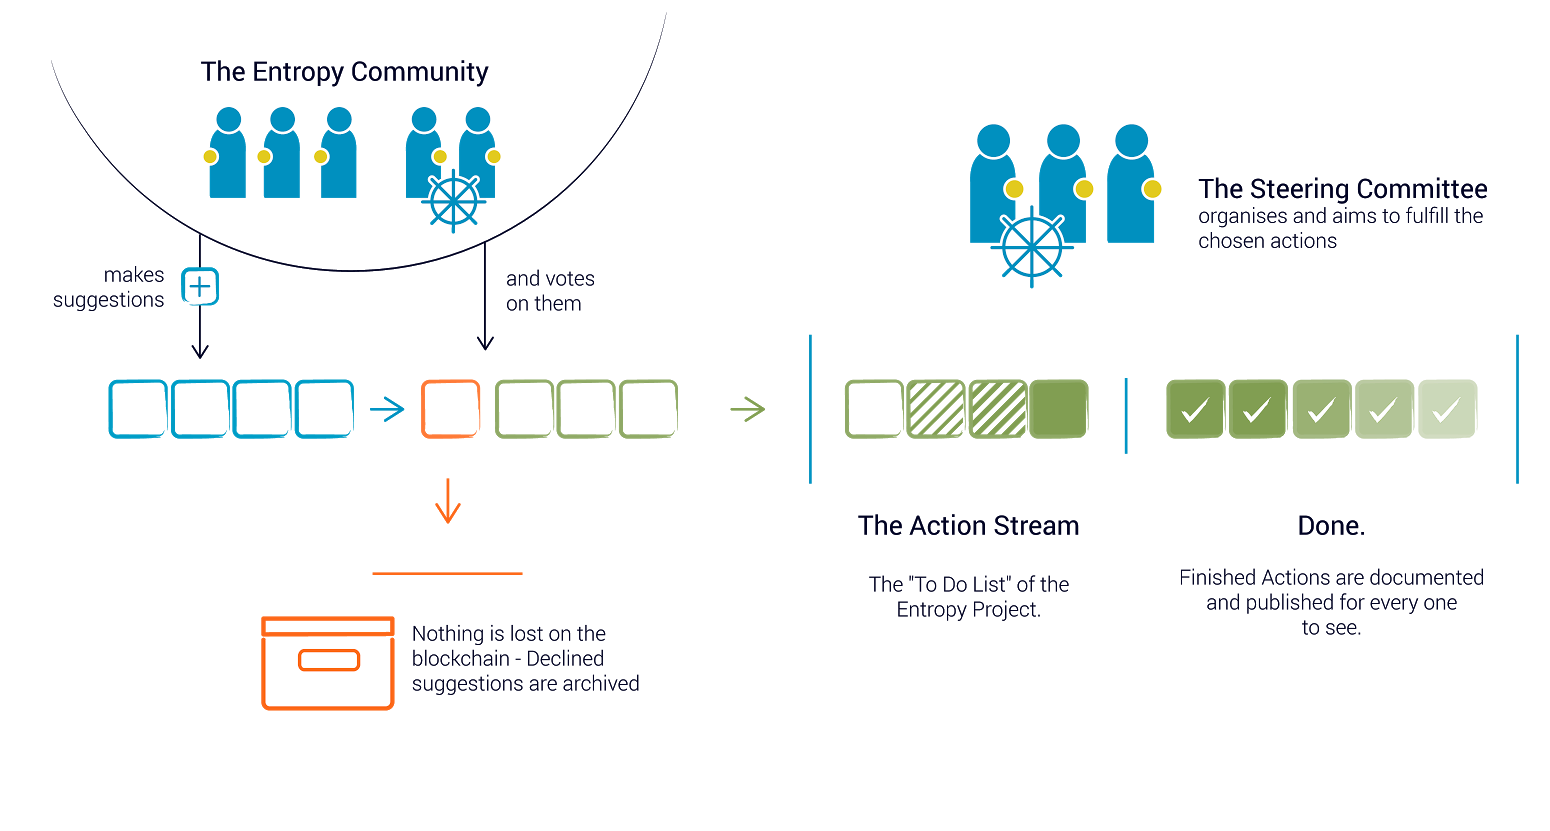 The Entropy Community
makes
suggestions
and votes
on them
Nothing is lost on the
blockchain - Declined
suggestions are archived
The Steering Committee
organises and aims to fulfill the
chosen actions
The Action Stream
The "To Do List" of the
Entropy Project.
Done.
Finished Actions are documented
and published for every one
to see.